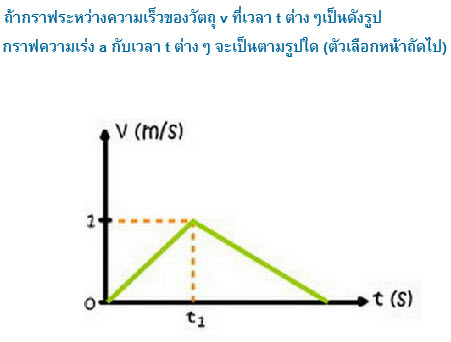 ถ้ากราฟระหว่างความเร็วของวัตถุ v ที่เวลา t ต่าง ๆเป็นดังรูป
กราฟความเร่ง a กับเวลา t ต่าง ๆ จะเป็นตามรูปใด (ตัวเลือกหน้าถัดไป)
V (m/s)
1
0
t1
t (s)